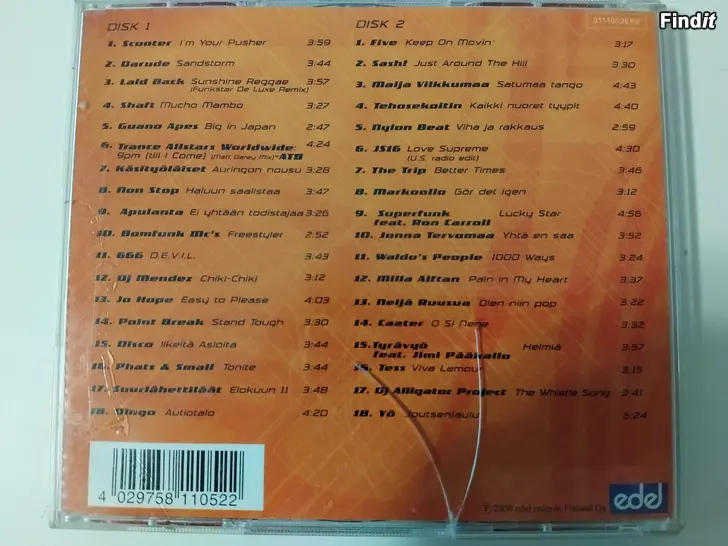 Findit
01110526RE
DISK 1
1. Scooter I'm Your Pusher 3:59
2. Darude Sandstorm 3:44
3. Laid Back Sunshine Reggae 3:57
(Funkstar De Luxe Remix)
4. Shaft Mucho Mambo 3:27
5. Guano Apes Big in Japan 2:47
6. Trance Allstars Worldwide: 4:24
9pm (till I Come) (Matt Darey Mix)-ATB
7. Käsityöläiset Auringon nousu 3:28
8. Non Stop Haluun saalistaa 3:47
9. Apulanta Ei yhtään todistajaa 3:26
10. Bomfunk Mc's Freestyler 2:52
11. 666 D.E.V.I.L. 3:43
12. Dj Mendez Chiki-Chiki 3:12
13. Jo Hope Easy to Please 4:03
14. Point Break Stand Tough 3:30
15. Disco Ilkeitä Asioita 3:44
16. Phats & Small Tonite 3:44
17. Suurlähettiläät Elokuun 11 3:48
18. Dingo Autiotalo 4:20
DISK 2
1. Five Keep On Movin' 3:17
2. Sash! Just Around The Hill 3:30
3. Maija Vilkkumaa Satumaa tango 4:43
4. Tehosekoitin Kaikki nuoret tyypit 4:40
5. Nylon Beat Viha ja rakkaus 2:59
6. JS16 Love Supreme 4:30
(U.S. radio edit)
7. The Trip Better Times 3:46
8. Markoolio Gör det igen 3:12
9. Superfunk Lucky Star 4:56
feat. Ron Carroll
10. Jonna Tervomaa Yhtä en saa 3:52
11. Waldo's People 1000 Ways 3:24
12. Milla Alftan Pain in My Heart 3:37
13. Neljä Ruusua Olen niin pop 3:22
14. Caater O Si Nene 3:32
15. Tyrävyö Helmiä 3:57
feat. Jimi Pääkallo
16. Tess Viva L'amour 3:15
17. Dj Alligator Project The Whistle Song 3:41
18. Yö Joutsenlaulu 5:24
4 029758 110522
℗ 2000 edel records Finland Oy
edel